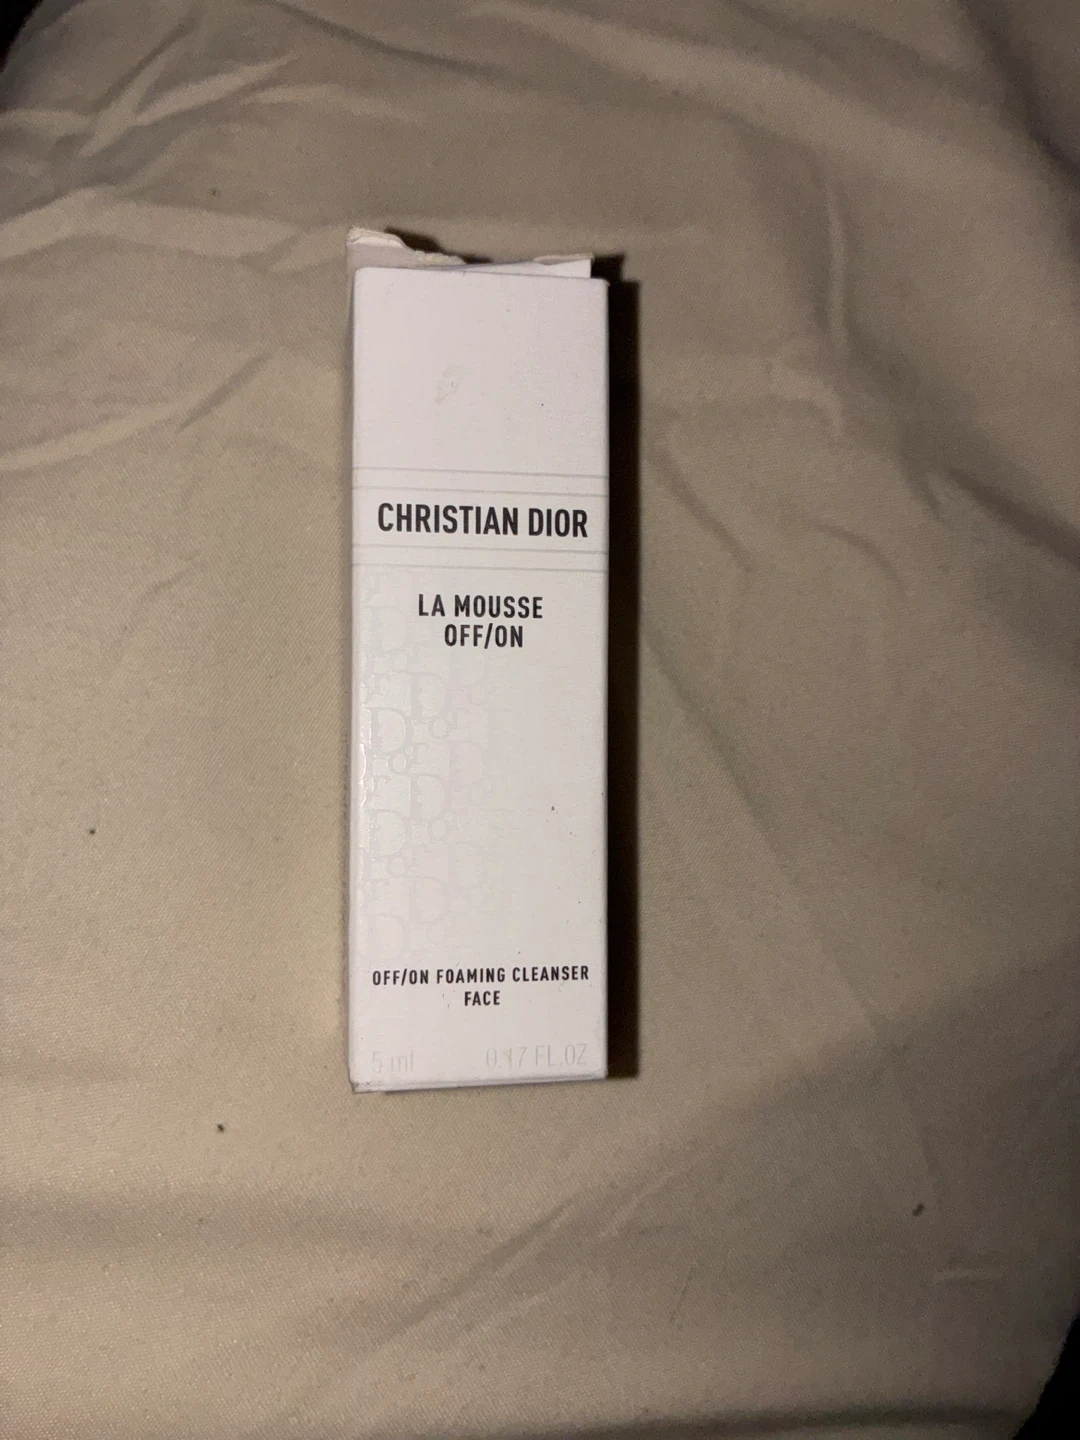 CHRISTIAN DIOR
LA MOUSSE
OFF/ON
OFF/ON FOAMING CLEANSER
FACE
5 ml 0.17 FL.OZ